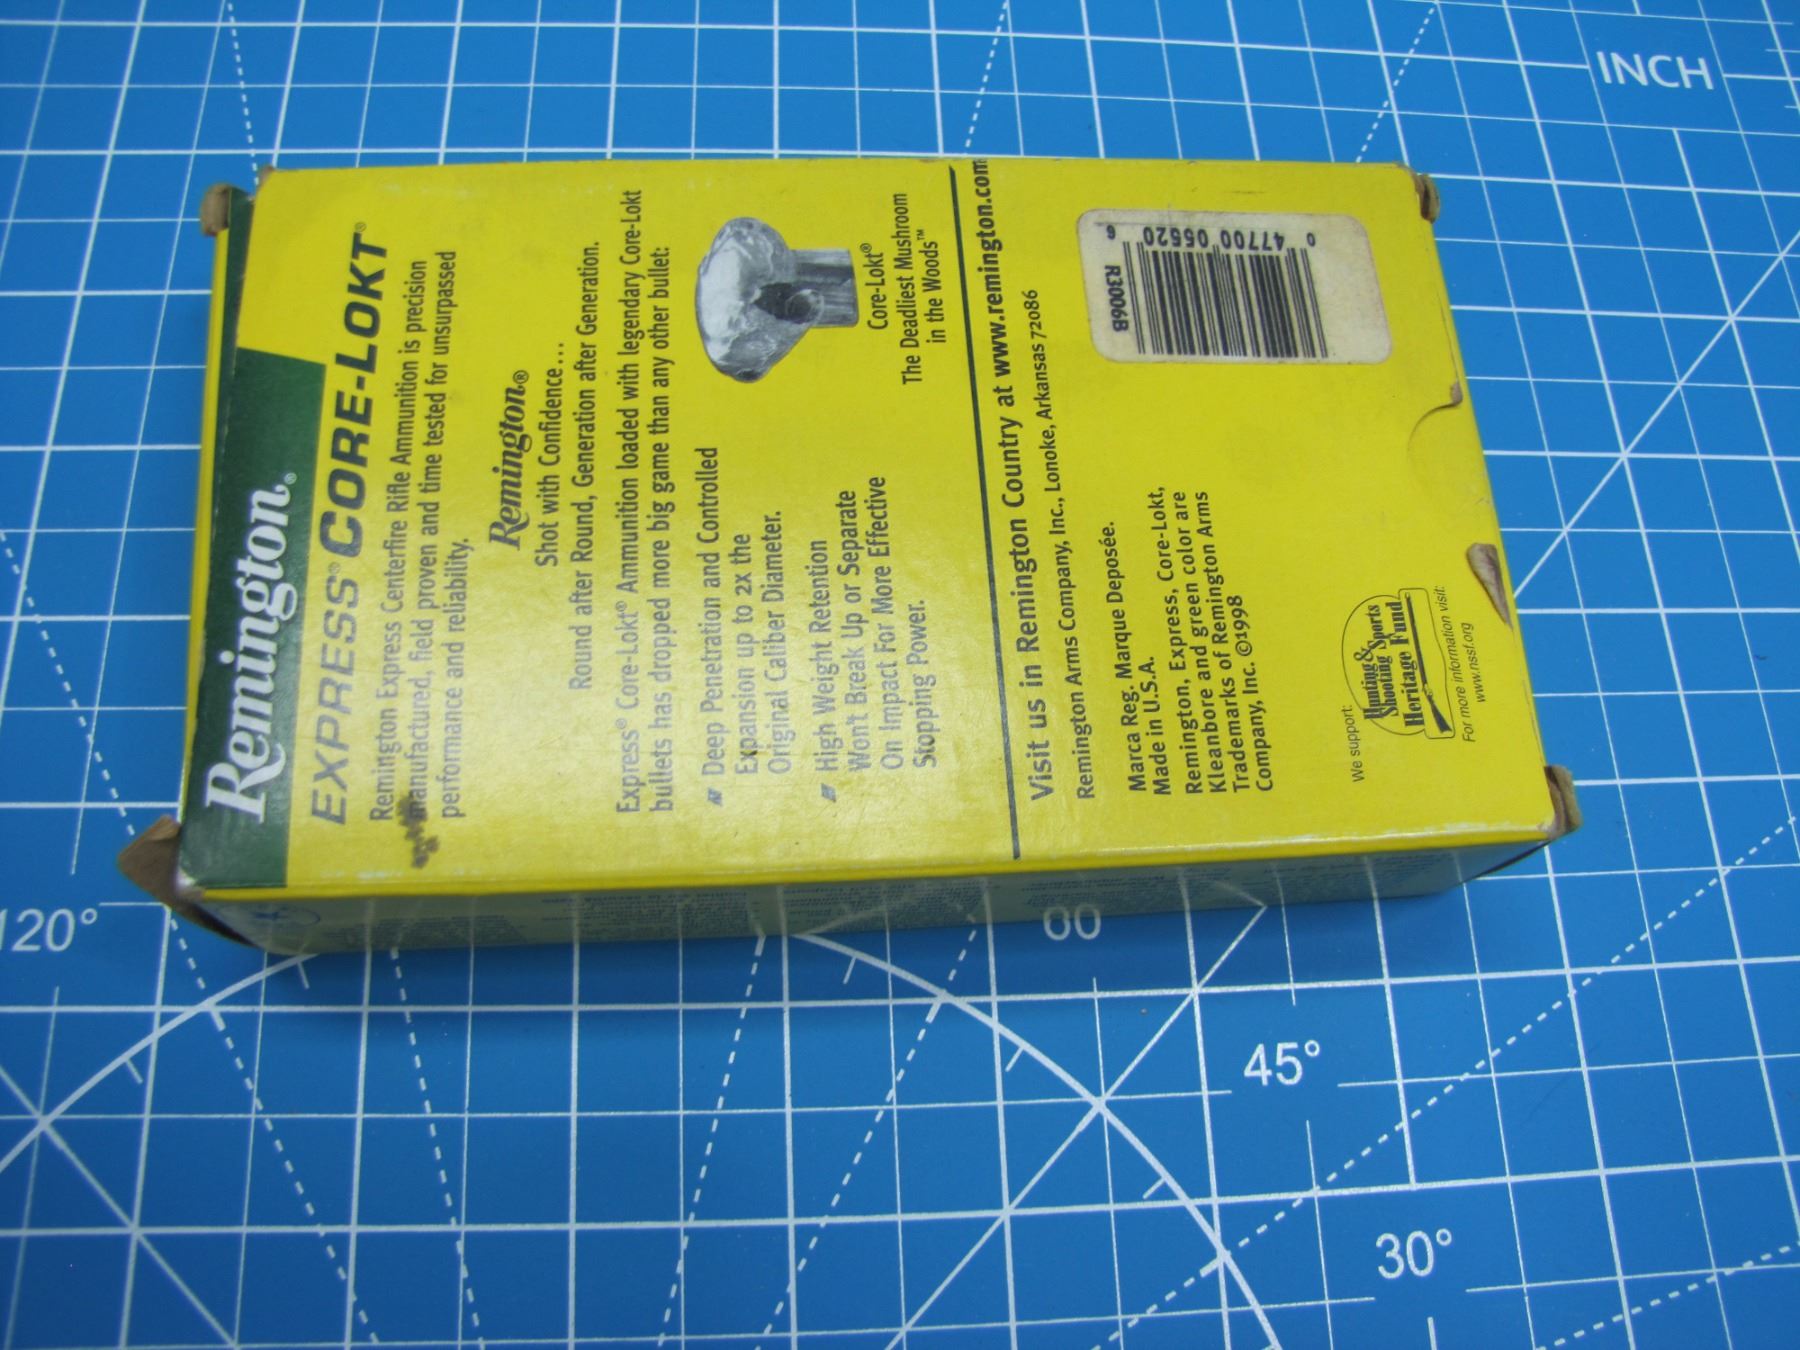 Remington®
EXPRESS® CORE-LOKT®
Remington Express Centerfire Rifle Ammunition is precision
manufactured, field proven and time tested for unsurpassed
performance and reliability.
Remington®
Shot with Confidence...
Round after Round, Generation after Generation.
Express® Core-Lokt® Ammunition loaded with legendary Core-Lokt
bullets has dropped more big game than any other bullet:
Deep Penetration and Controlled
Expansion up to 2x the
Original Caliber Diameter.
High Weight Retention
Won't Break Up or Separate
On Impact For More Effective
Stopping Power.
Core-Lokt®
The Deadliest Mushroom
in the Woods™
Visit us in Remington Country at www.remington.com
Remington Arms Company, Inc., Lonoke, Arkansas 72086
Marca Reg. Marque Deposée.
Made in U.S.A.
Remington, Express, Core-Lokt,
Kleanbore and green color are
Trademarks of Remington Arms
Company, Inc. ©1998
R3006B
0 47700 05520 6
We support:
Hunting &
Shooting Sports
Heritage Fund
For more information visit:
www.nssf.org
INCH
120°
60
45°
30°